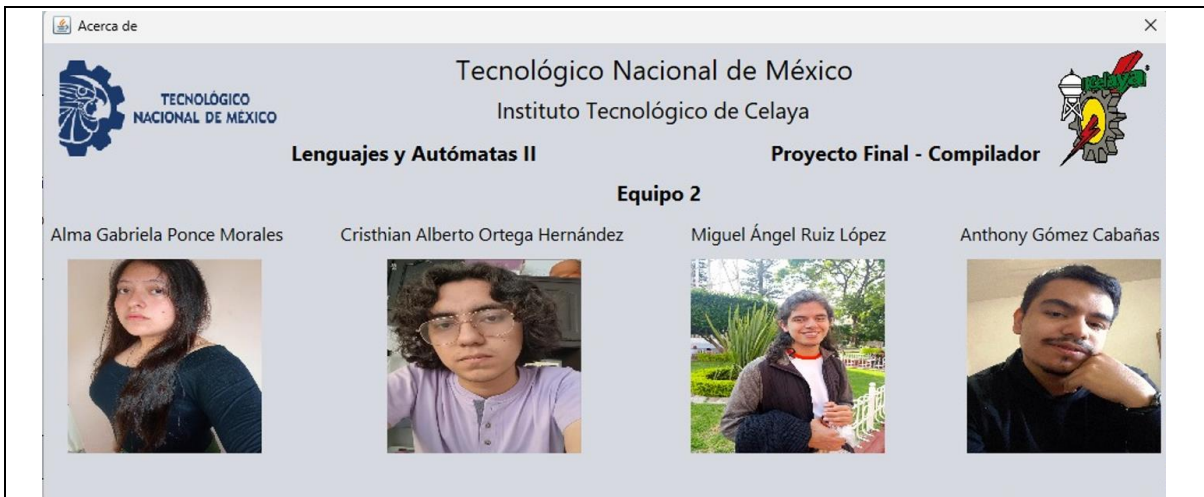 Acerca de
Tecnológico Nacional de México
TECNOLÓGICO
NACIONAL DE MÉXICO
Instituto Tecnológico de Celaya
Celaya
Lenguajes y Autómatas II
Proyecto Final - Compilador
Equipo 2
Alma Gabriela Ponce Morales
Cristhian Alberto Ortega Hernández
Miguel Ángel Ruiz López
Anthony Gómez Cabañas